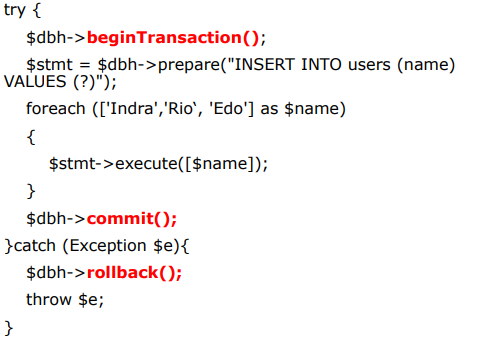 try {
$dbh->beginTransaction();
$stmt = $dbh->prepare("INSERT INTO users (name)
VALUES (?)");
foreach (['Indra','Rio‘, 'Edo'] as $name)
{
$stmt->execute([$name]);
}
$dbh->commit();
}catch (Exception $e){
$dbh->rollback();
throw $e;
}